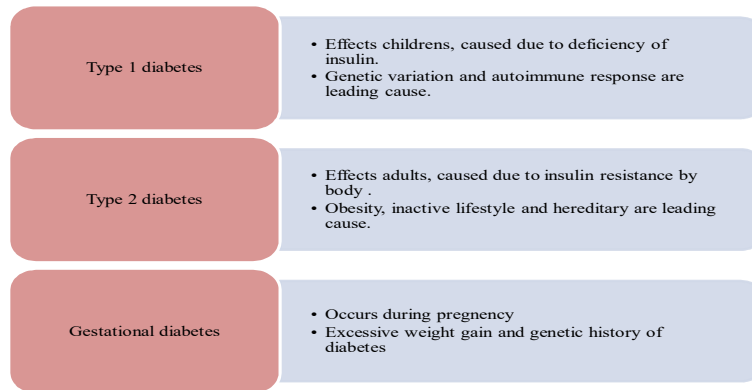 Type 1 diabetes
• Effects childrens, caused due to deficiency of
insulin.
• Genetic variation and autoimmune response are
leading cause.
Type 2 diabetes
• Effects adults, caused due to insulin resistance by
body .
• Obesity, inactive lifestyle and hereditary are leading
cause.
Gestational diabetes
• Occurs during pregnency
• Excessive weight gain and genetic history of
diabetes